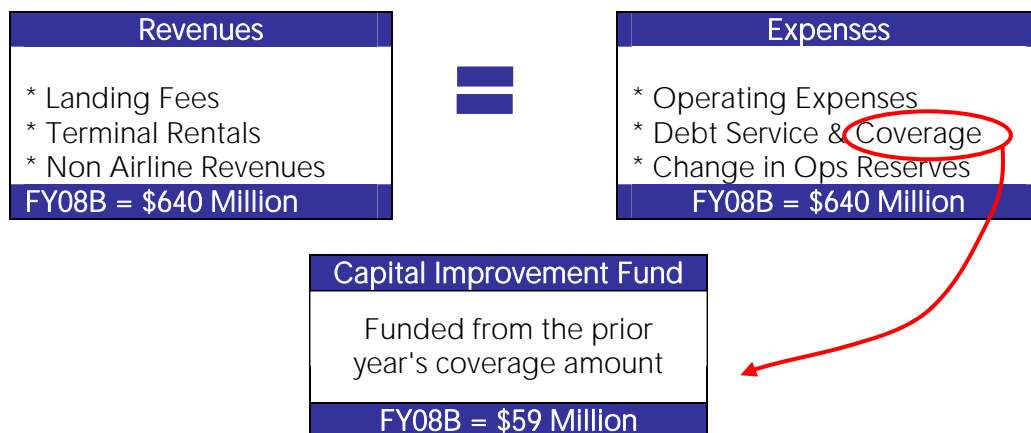 Revenues
* Landing Fees
* Terminal Rentals
* Non Airline Revenues
FY08B = $640 Million
=
Expenses
* Operating Expenses
* Debt Service & Coverage
* Change in Ops Reserves
FY08B = $640 Million
Capital Improvement Fund
Funded from the prior
year's coverage amount
FY08B = $59 Million